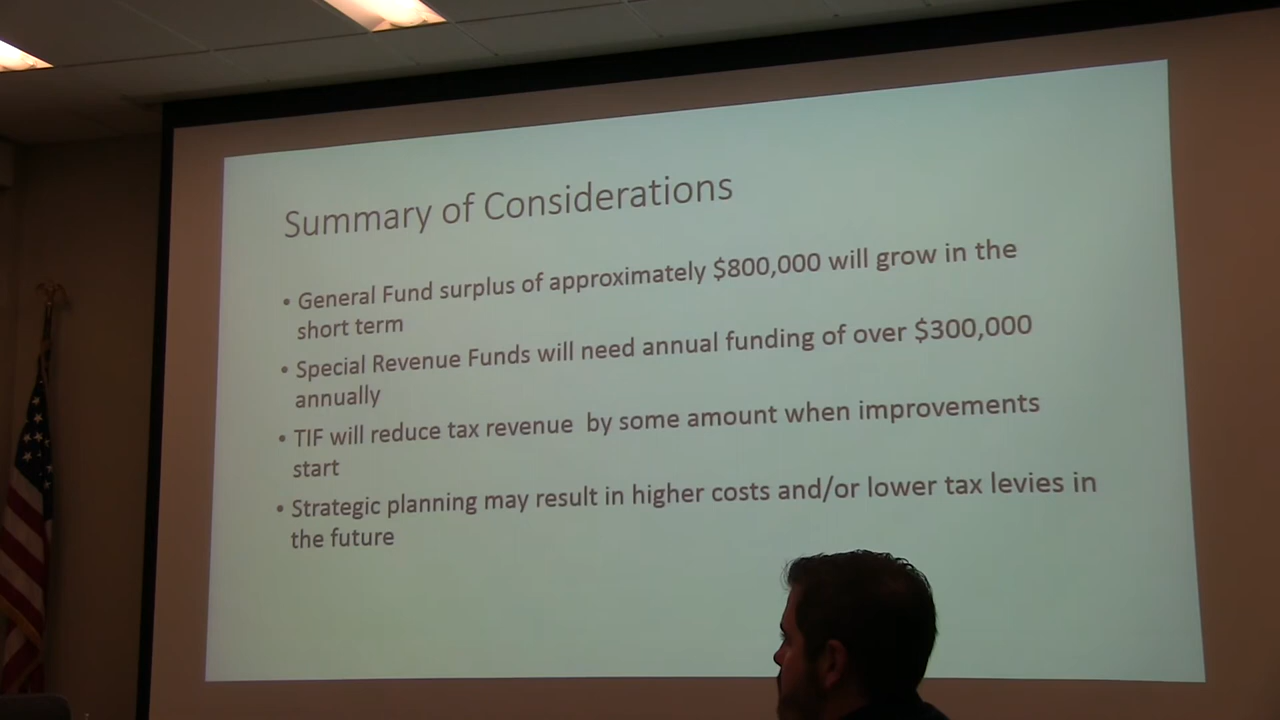 Summary of Considerations
• General Fund surplus of approximately $800,000 will grow in the
short term
• Special Revenue Funds will need annual funding of over $300,000
annually
• TIF will reduce tax revenue  by some amount when improvements
start
• Strategic planning may result in higher costs and/or lower tax levies in
the future